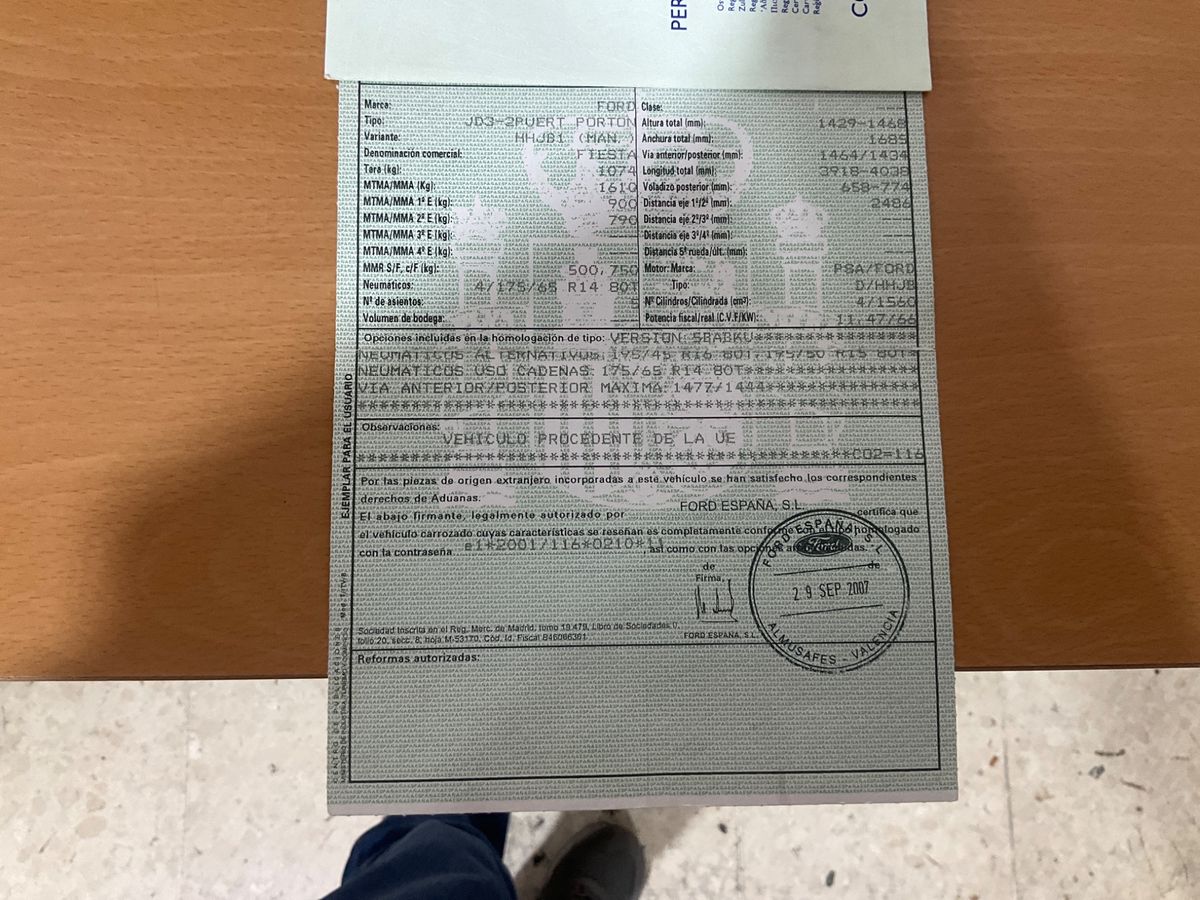 PER
Marca: FORD
Tipo: JD3-2PUERT PORTON
Variante: HHJB1 (MAN.)
Denominación comercial: FIESTA
Tara (kg): 1074
MTMA/MMA (Kg): 1610
MTMA/MMA 1º E (kg): 900
MTMA/MMA 2º E (kg): 790
MTMA/MMA 3º E (kg): ---
MTMA/MMA 4º E (kg): ---
MMR S/F, c/F (kg): 500,750
Neumáticos: 4/175/65 R14 80T
Nº de asientos: 5
Volumen de bodega: ---
Clase: ---
Altura total (mm): 1429-1468
Anchura total (mm): 1683
Vía anterior/posterior (mm): 1464/1434
Longitud total (mm): 3918-4038
Voladizo posterior (mm): 658-774
Distancia eje 1º/2º (mm): 2486
Distancia eje 2º/3º (mm): ---
Distancia eje 3º/4º (mm): ---
Distancia 5ª rueda/últ. (mm): ---
Motor: Marca: PSA/FORD
Tipo: D/HHJB
Nº Cilindros/Cilindrada (cm³): 4/1560
Potencia fiscal/real (C.V.F/KW): 11,47/66
Opciones incluidas en la homologación de tipo: VERSION 5BABKU***************
NEUMATICOS ALTERNATIVOS:195/45 R16 80T,195/50 R15 80T*
NEUMATICOS USO CADENAS 175/65 R14 80T*****************
VIA ANTERIOR/POSTERIOR MAXIMA:1477/1444***************
******************************************************
Observaciones:
VEHICULO PROCEDENTE DE LA UE
***********************************************CO2=116
Por las piezas de origen extranjero incorporadas a este vehículo se han satisfecho los correspondientes
derechos de Aduanas.
El abajo firmante, legalmente autorizado por FORD ESPAÑA, S.L. certifica que
el vehículo carrozado cuyas características se reseñan es completamente conforme con el tipo homologado
con la contraseña e1*2001/116*0210*11 así como con las opciones
de de
Firma,
FORD ESPAÑA, S.L.
Sociedad Inscrita en el Reg. Merc. de Madrid, tomo 19.479, Libro de Sociedades 0,
folio 20, secc. 8, hoja M-53170, Cód. Id. Fiscal B46066361
FORD ESPAÑA, S.L.
Ford
29 SEP 2007
ALMUSAFES - VALENCIA
Reformas autorizadas:
EJEMPLAR PARA EL USUARIO